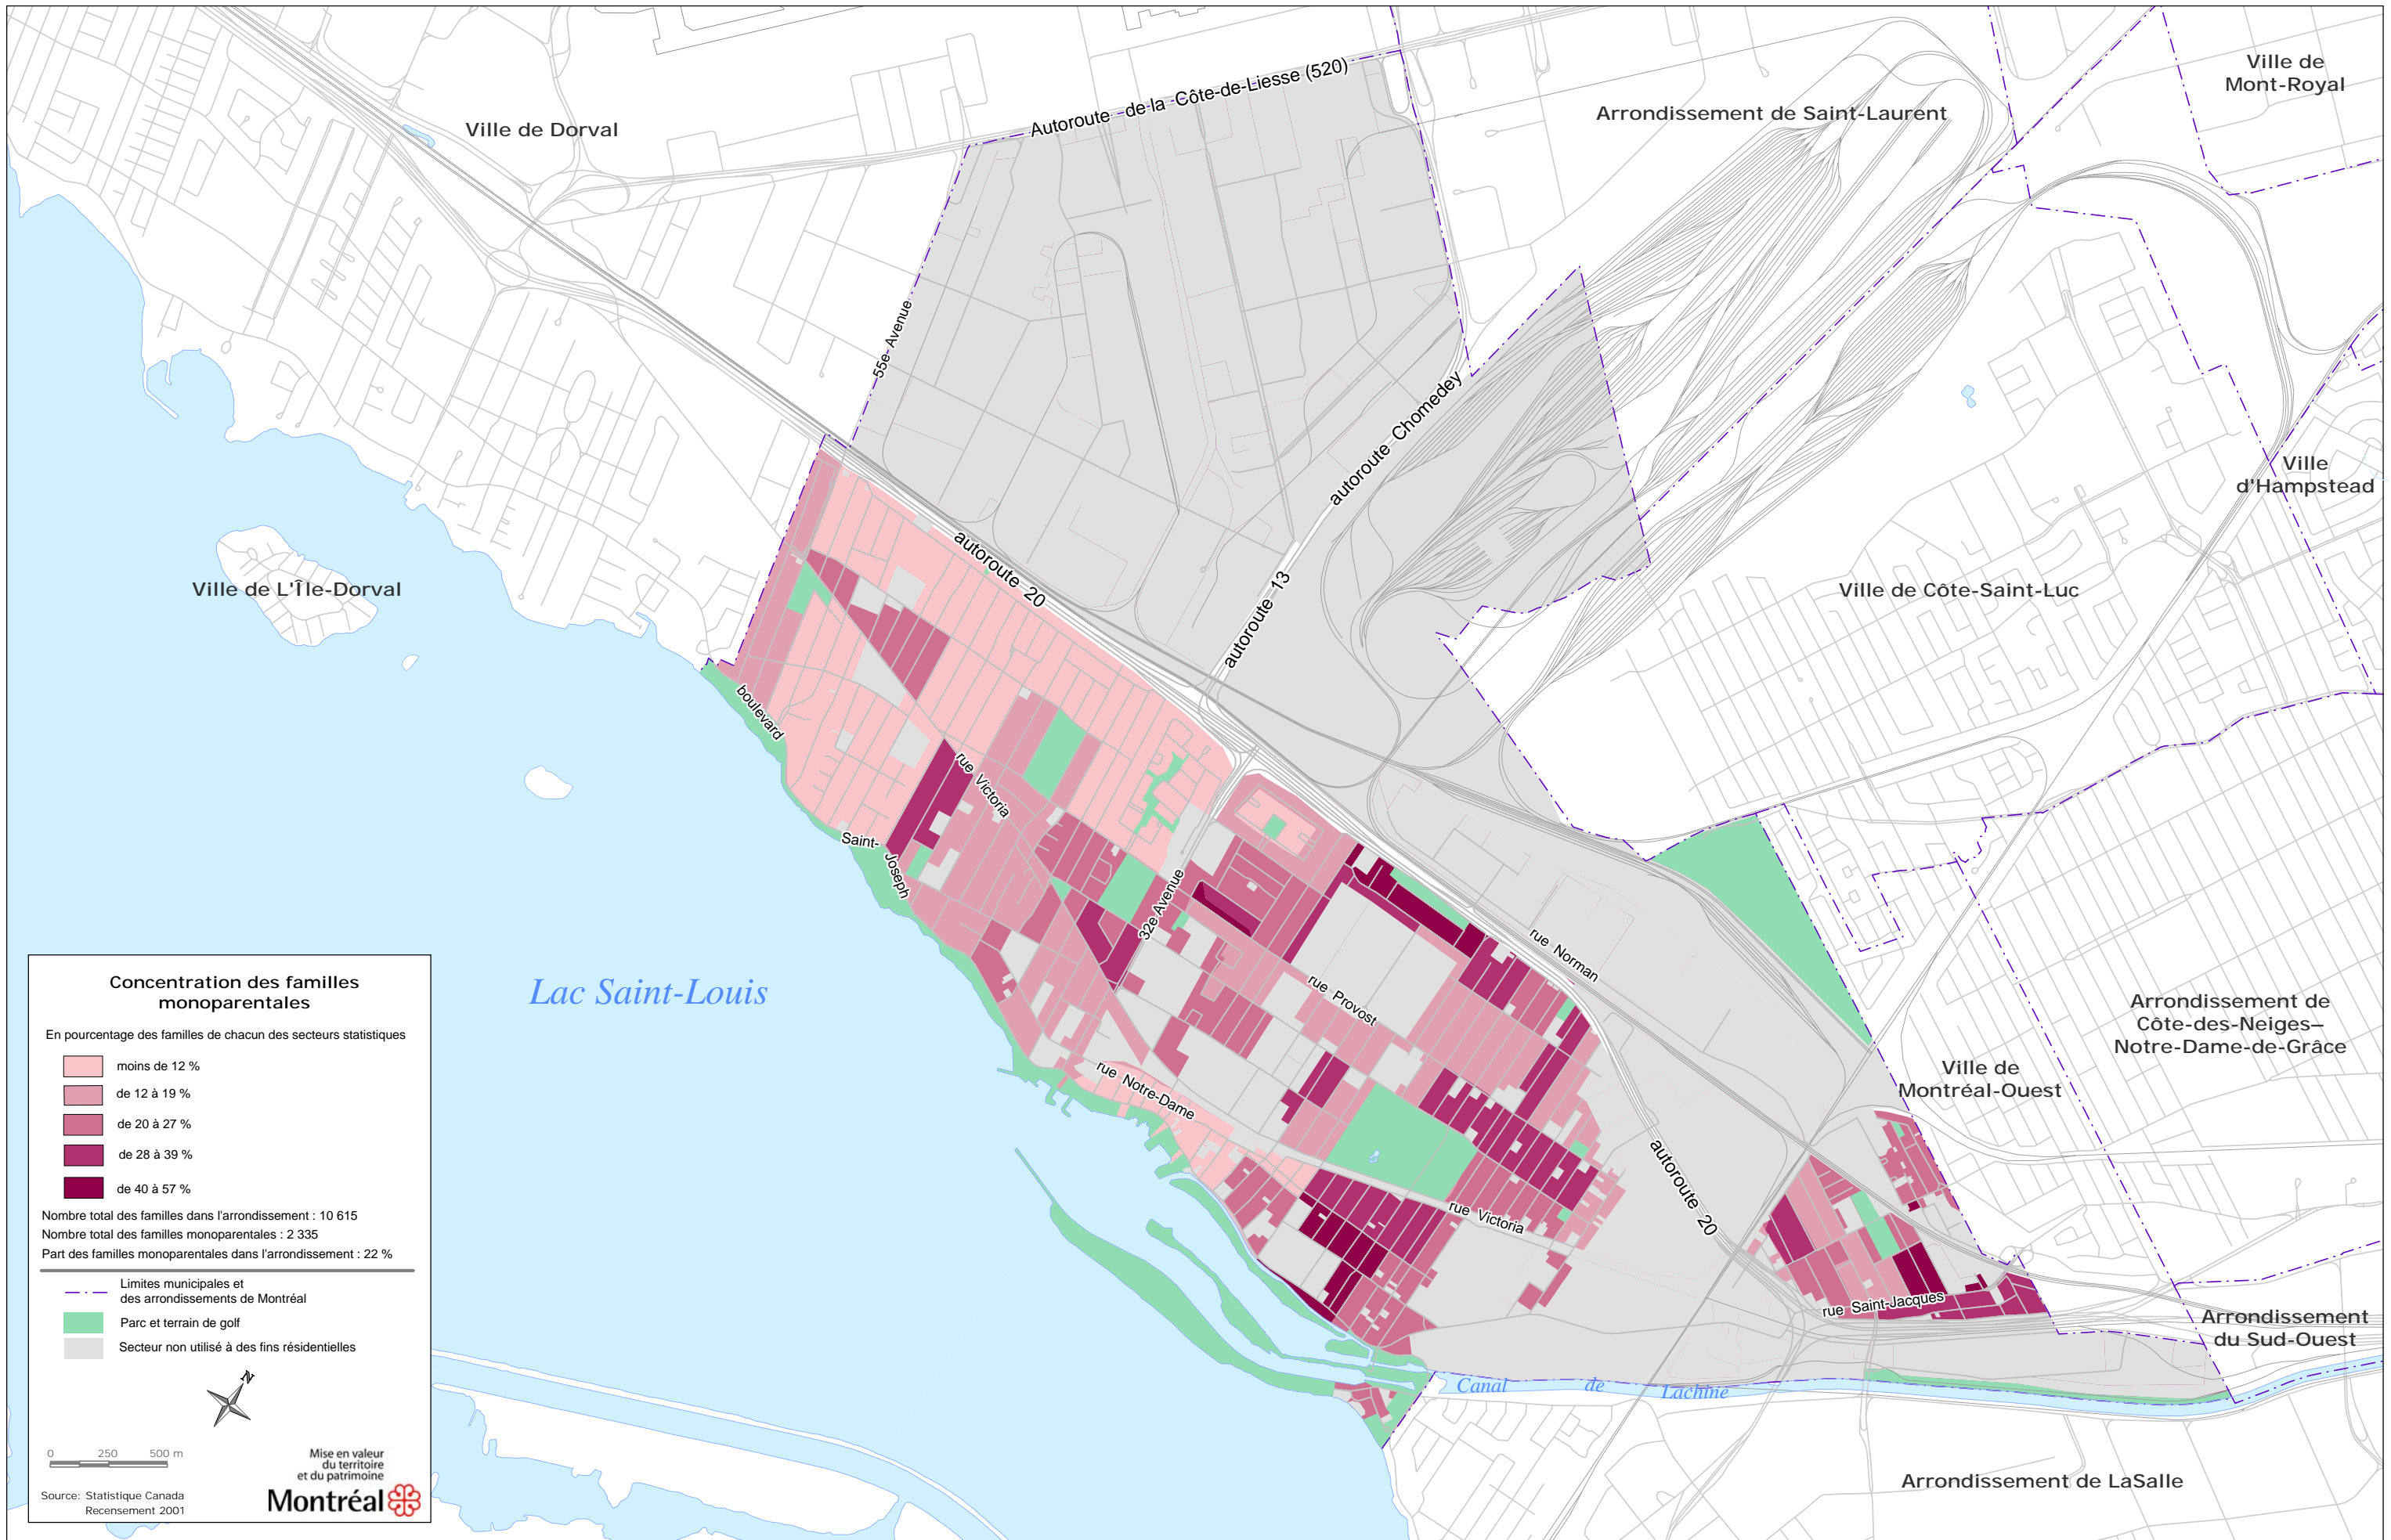 Ville de
Mont-Royal
Autoroute de la Côte-de-Liesse (520)
Arrondissement de Saint-Laurent
Ville de Dorval
55e Avenue
autoroute Chomedey
Ville
d'Hampstead
autoroute 20
autoroute 13
Ville de L'Île-Dorval
Ville de Côte-Saint-Luc
boulevard
Saint-
Joseph
rue Victoria
32e Avenue
rue Norman
rue Provost
Lac Saint-Louis
Arrondissement de
Côte-des-Neiges–
Notre-Dame-de-Grâce
Ville de
Montréal-Ouest
rue Notre-Dame
autoroute 20
rue Victoria
rue Saint-Jacques
Arrondissement
du Sud-Ouest
Canal de Lachine
Arrondissement de LaSalle
Concentration des familles
monoparentales
En pourcentage des familles de chacun des secteurs statistiques
moins de 12 %
de 12 à 19 %
de 20 à 27 %
de 28 à 39 %
de 40 à 57 %
Nombre total des familles dans l'arrondissement : 10 615
Nombre total des familles monoparentales : 2 335
Part des familles monoparentales dans l'arrondissement : 22 %
Limites municipales et
des arrondissements de Montréal
Parc et terrain de golf
Secteur non utilisé à des fins résidentielles
N
0 250 500 m
Mise en valeur
du territoire
et du patrimoine
Montréal
Source: Statistique Canada
Recensement 2001